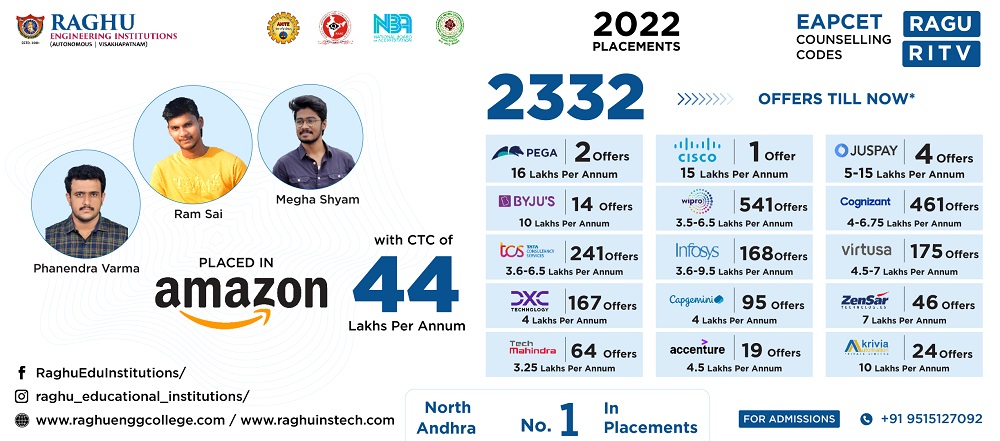 RAGHU
ENGINEERING INSTITUTIONS
(AUTONOMOUS | VISAKHAPATNAM)
ESTD. 2001
AICTE
NBA
NATIONAL BOARD
of ACCREDITATION
2022
PLACEMENTS
EAPCET
COUNSELLING
CODES
RAGU
RITV
2332
OFFERS TILL NOW*
Phanendra Varma
Ram Sai
Megha Shyam
PLACED IN
amazon
with CTC of
44
Lakhs Per Annum
PEGA 2 Offers
16 Lakhs Per Annum
CISCO 1 Offer
15 Lakhs Per Annum
JUSPAY 4 Offers
5-15 Lakhs Per Annum
BYJU'S 14 Offers
10 Lakhs Per Annum
wipro 541 Offers
3.5-6.5 Lakhs Per Annum
Cognizant 461 Offers
4-6.75 Lakhs Per Annum
tcs TATA CONSULTANCY SERVICES 241 Offers
3.6-6.5 Lakhs Per Annum
Infosys 168 Offers
3.6-9.5 Lakhs Per Annum
virtusa 175 Offers
4.5-7 Lakhs Per Annum
DXC TECHNOLOGY 167 Offers
4 Lakhs Per Annum
Capgemini 95 Offers
4 Lakhs Per Annum
ZenSar TECHNOLOGIES 46 Offers
7 Lakhs Per Annum
Tech Mahindra 64 Offers
3.25 Lakhs Per Annum
accenture 19 Offers
4.5 Lakhs Per Annum
Akrivia 24 Offers
10 Lakhs Per Annum
RaghuEduInstitutions/
raghu_educational_institutions/
www.raghuenggcollege.com / www.raghuinstech.com
North Andhra No. 1 In Placements
FOR ADMISSIONS
+91 9515127092